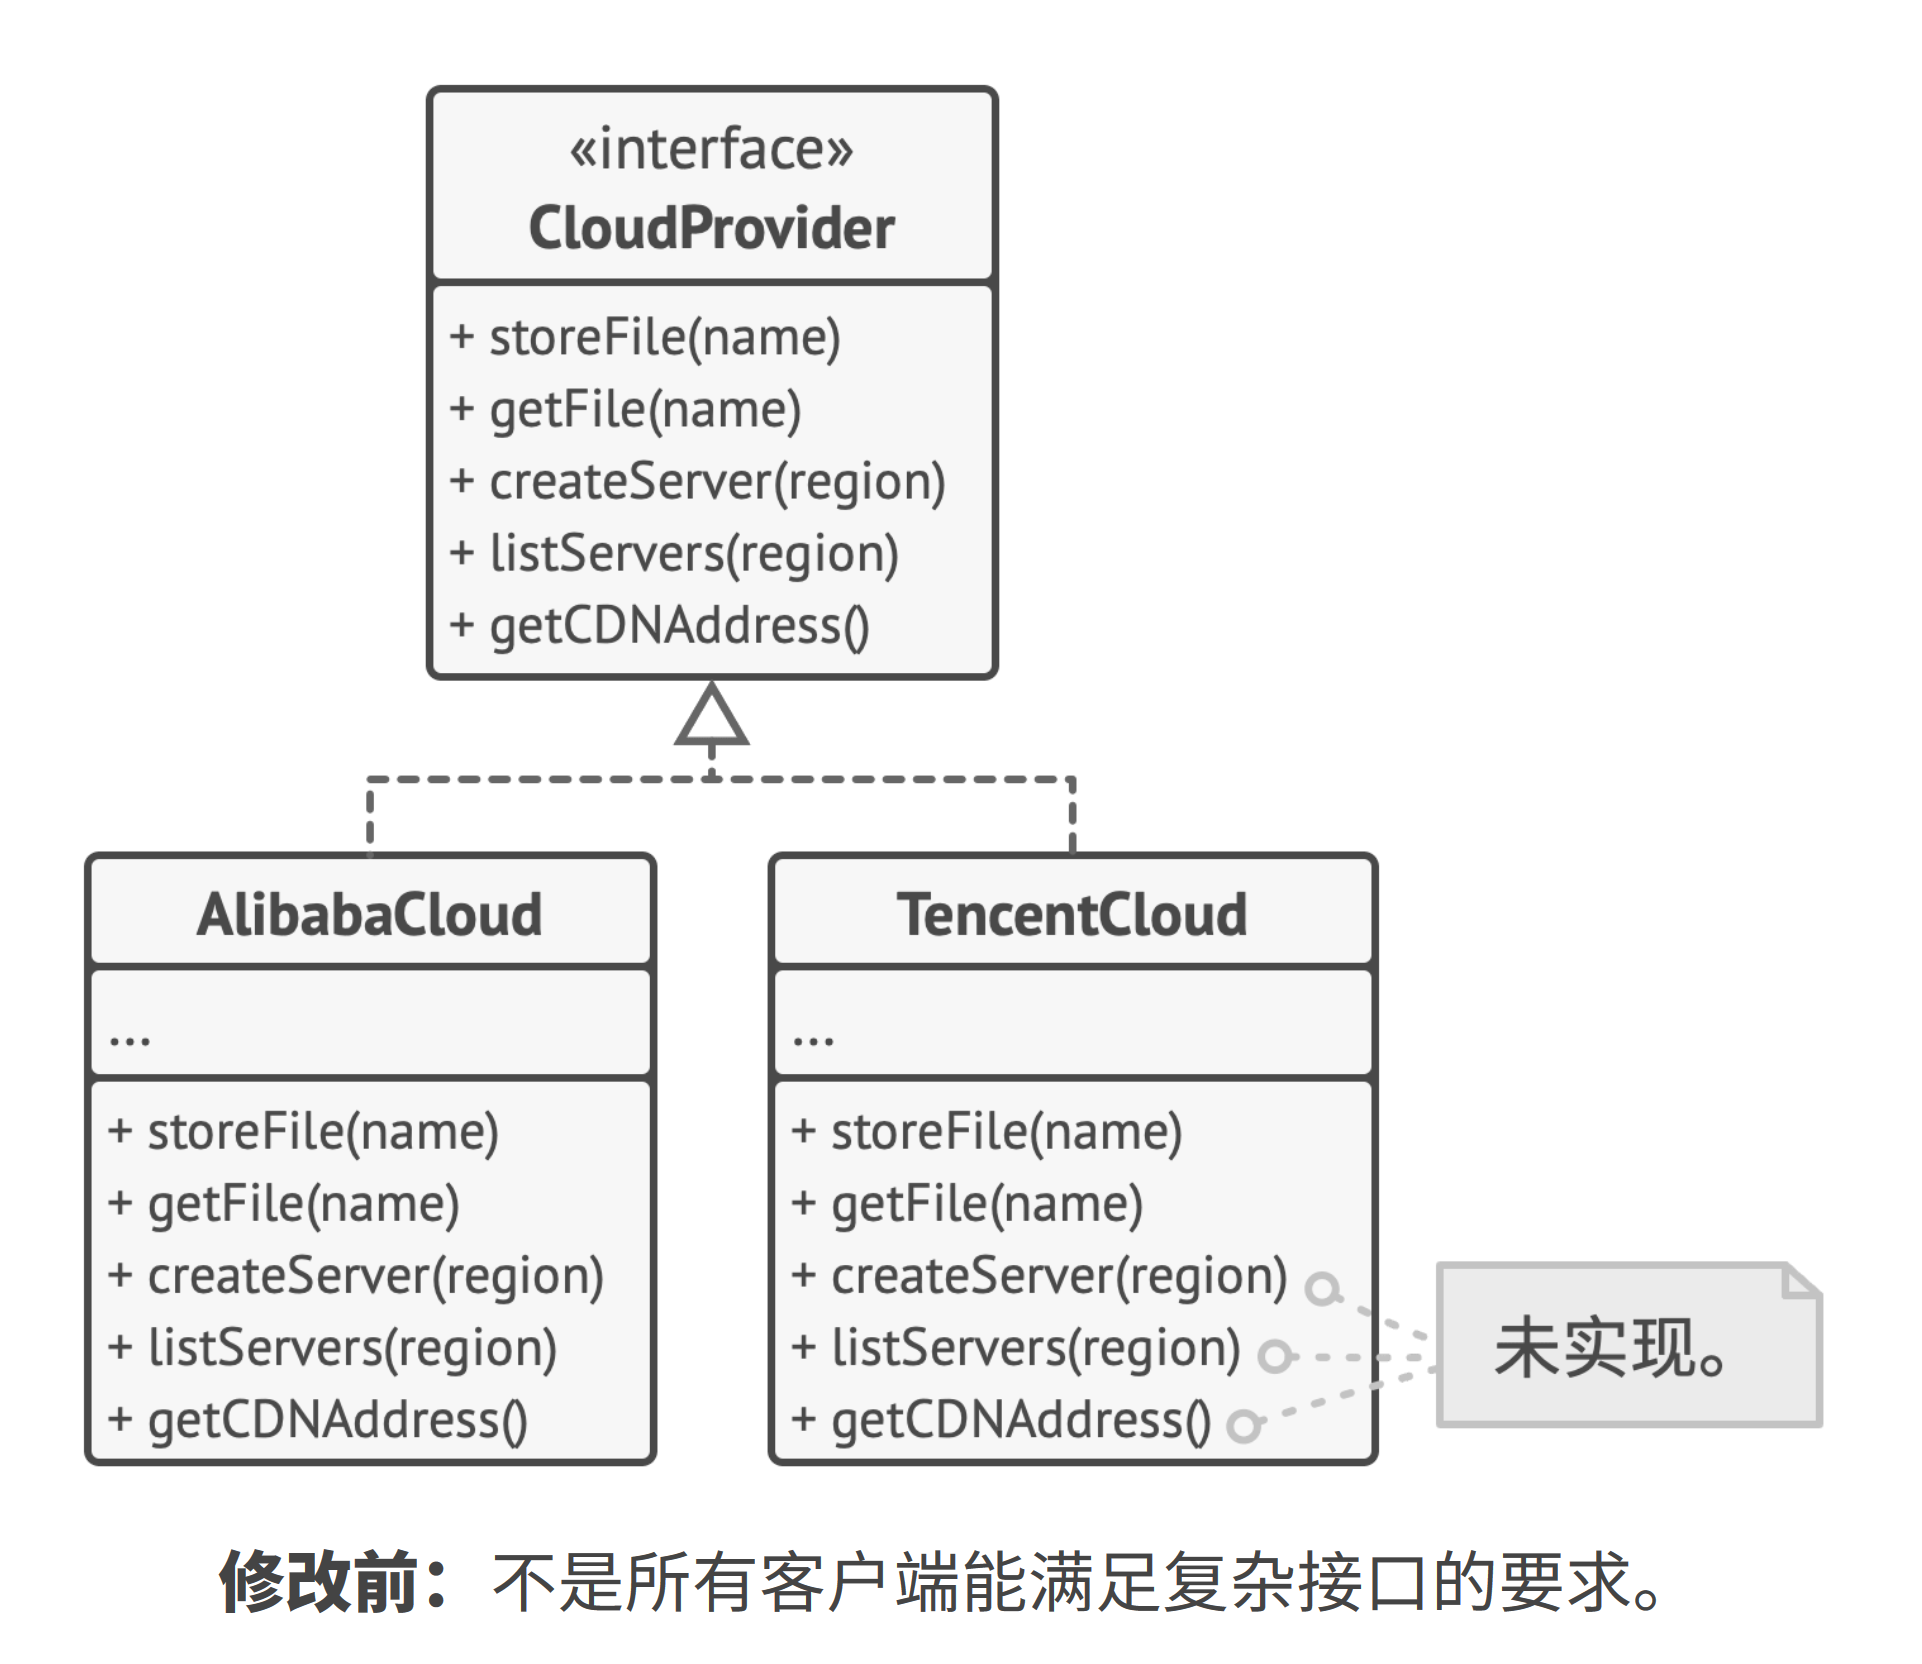 «interface»
CloudProvider
+ storeFile(name)
+ getFile(name)
+ createServer(region)
+ listServers(region)
+ getCDNAddress()
AlibabaCloud
...
+ storeFile(name)
+ getFile(name)
+ createServer(region)
+ listServers(region)
+ getCDNAddress()
TencentCloud
...
+ storeFile(name)
+ getFile(name)
+ createServer(region)
+ listServers(region)
+ getCDNAddress()
未实现。
修改前：不是所有客户端能满足复杂接口的要求。